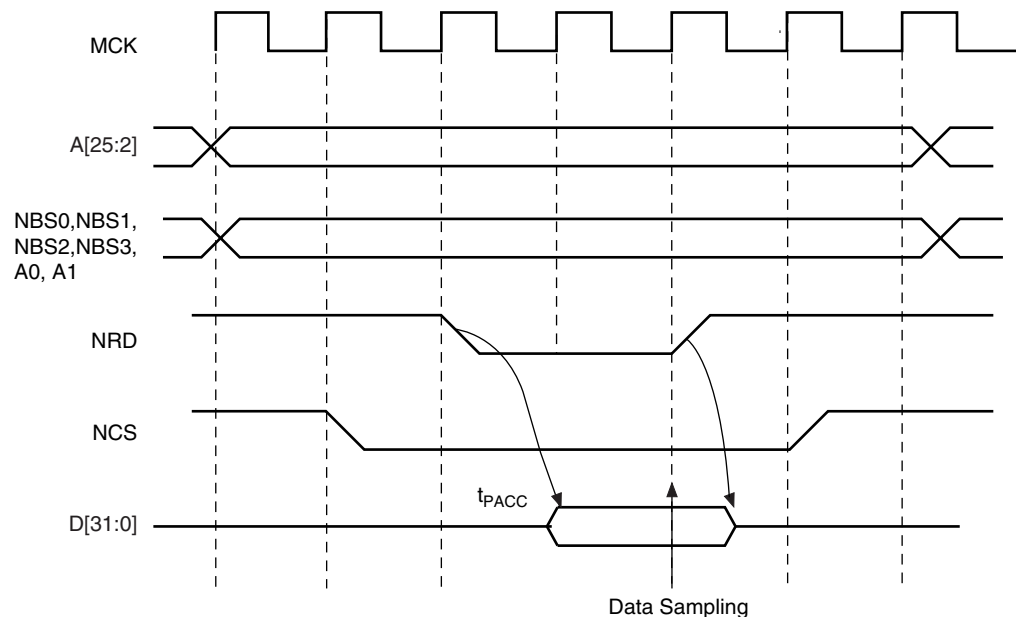 MCK
A[25:2]
NBS0,NBS1,
NBS2,NBS3,
A0, A1
NRD
NCS
tPACC
D[31:0]
Data Sampling